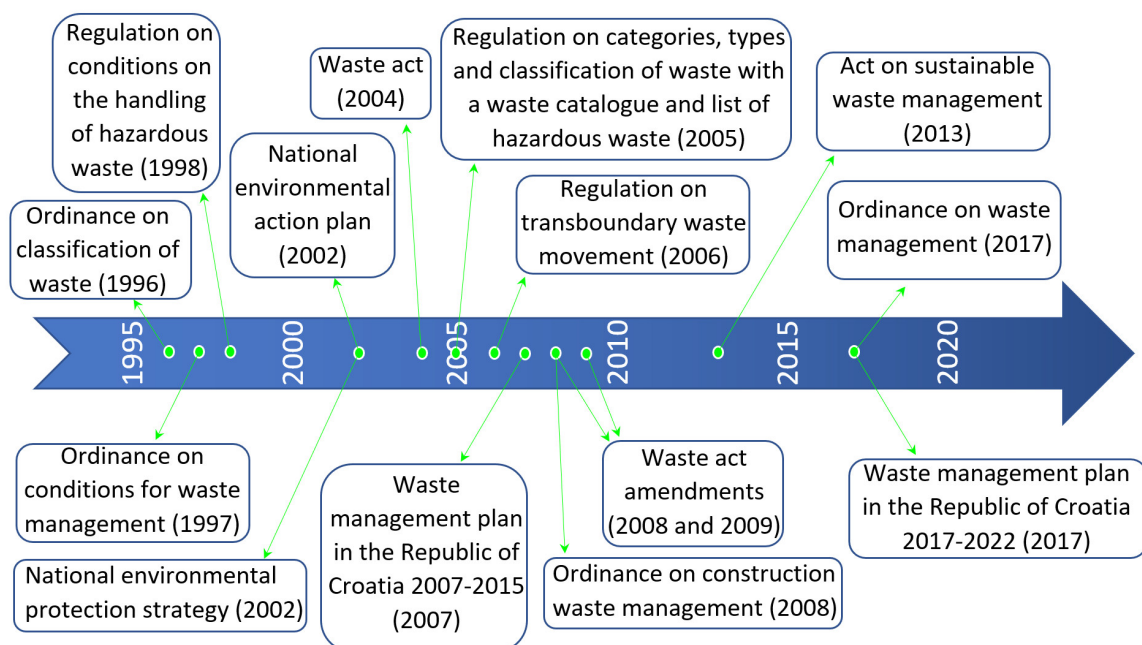 Regulation on
conditions on
the handling
of hazardous
waste (1998)
Waste act
(2004)
Regulation on categories, types
and classification of waste with
a waste catalogue and list of
hazardous waste (2005)
Act on sustainable
waste management
(2013)
National
environmental
action plan
(2002)
Regulation on
transboundary waste
movement (2006)
Ordinance on waste
management (2017)
Ordinance on
classification of
waste (1996)
1995
2000
2005
2010
2015
2020
Ordinance on
conditions for waste
management (1997)
National environmental
protection strategy (2002)
Waste
management plan
in the Republic of
Croatia 2007-2015
(2007)
Waste act
amendments
(2008 and 2009)
Ordinance on construction
waste management (2008)
Waste management plan
in the Republic of Croatia
2017-2022 (2017)